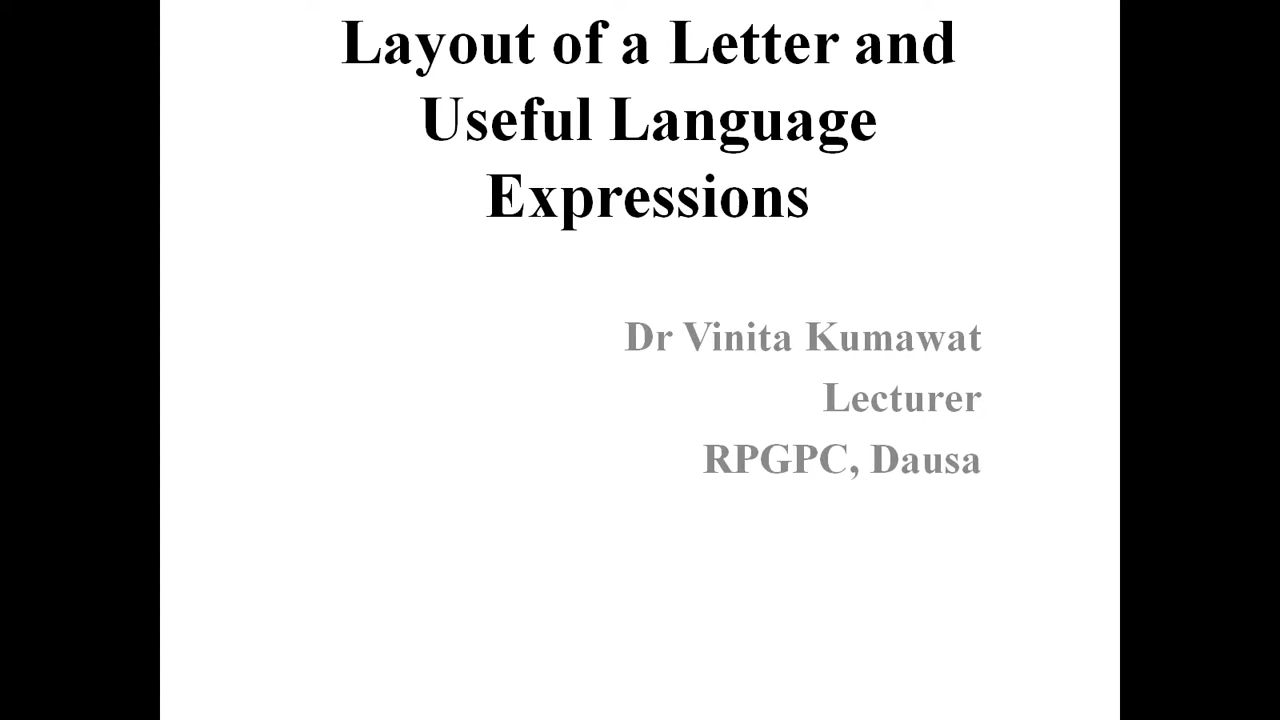 Layout of a Letter and
Useful Language
Expressions
Dr Vinita Kumawat
Lecturer
RPGPC, Dausa